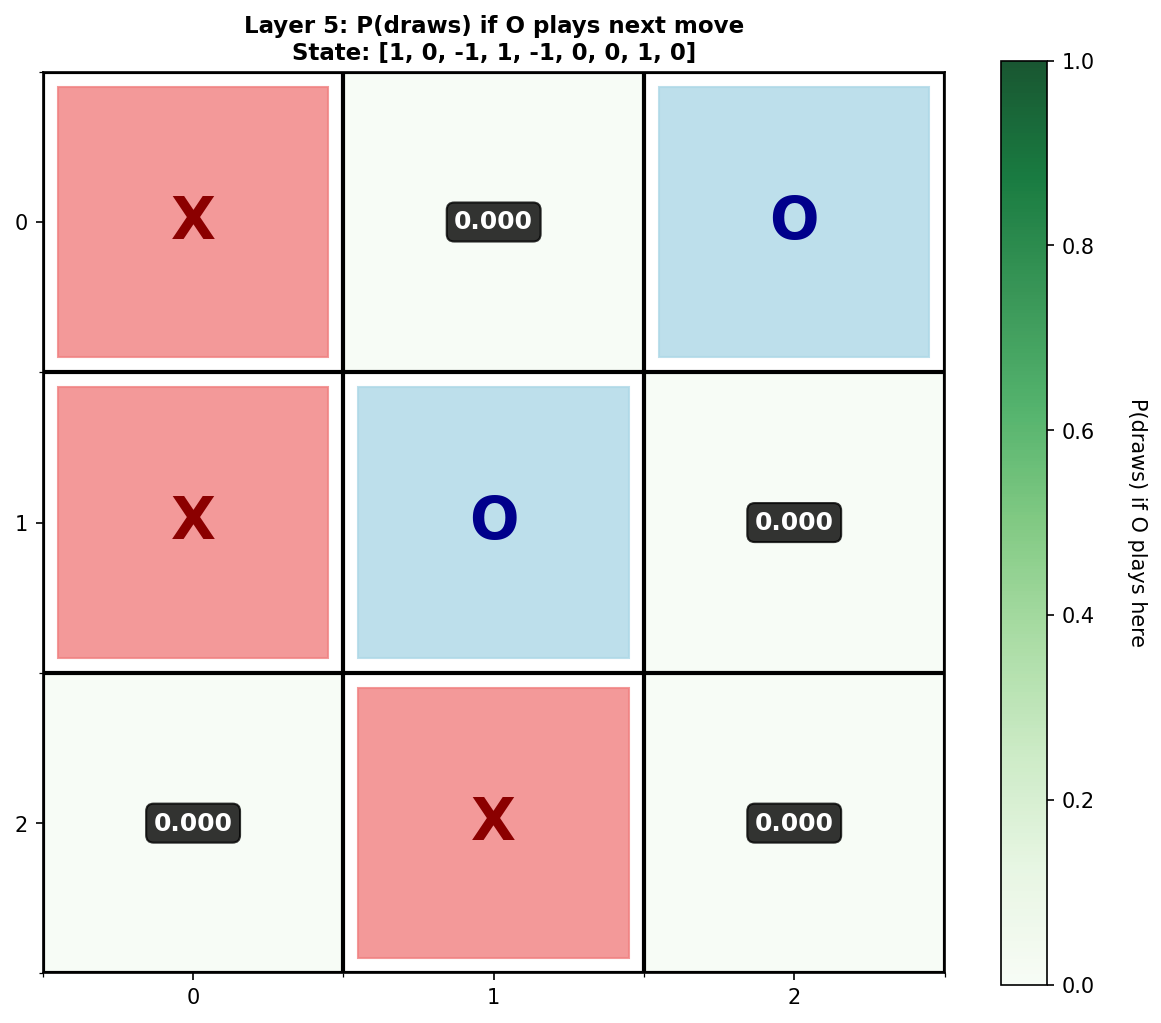 Layer 5: P(draws) if O plays next move
State: [1, 0, -1, 1, -1, 0, 0, 1, 0]
X
0.000
O
0
X
O
0.000
1
0.000
X
0.000
2
0
1
2
1.0
0.8
0.6
0.4
0.2
0.0
P(draws) if O plays here